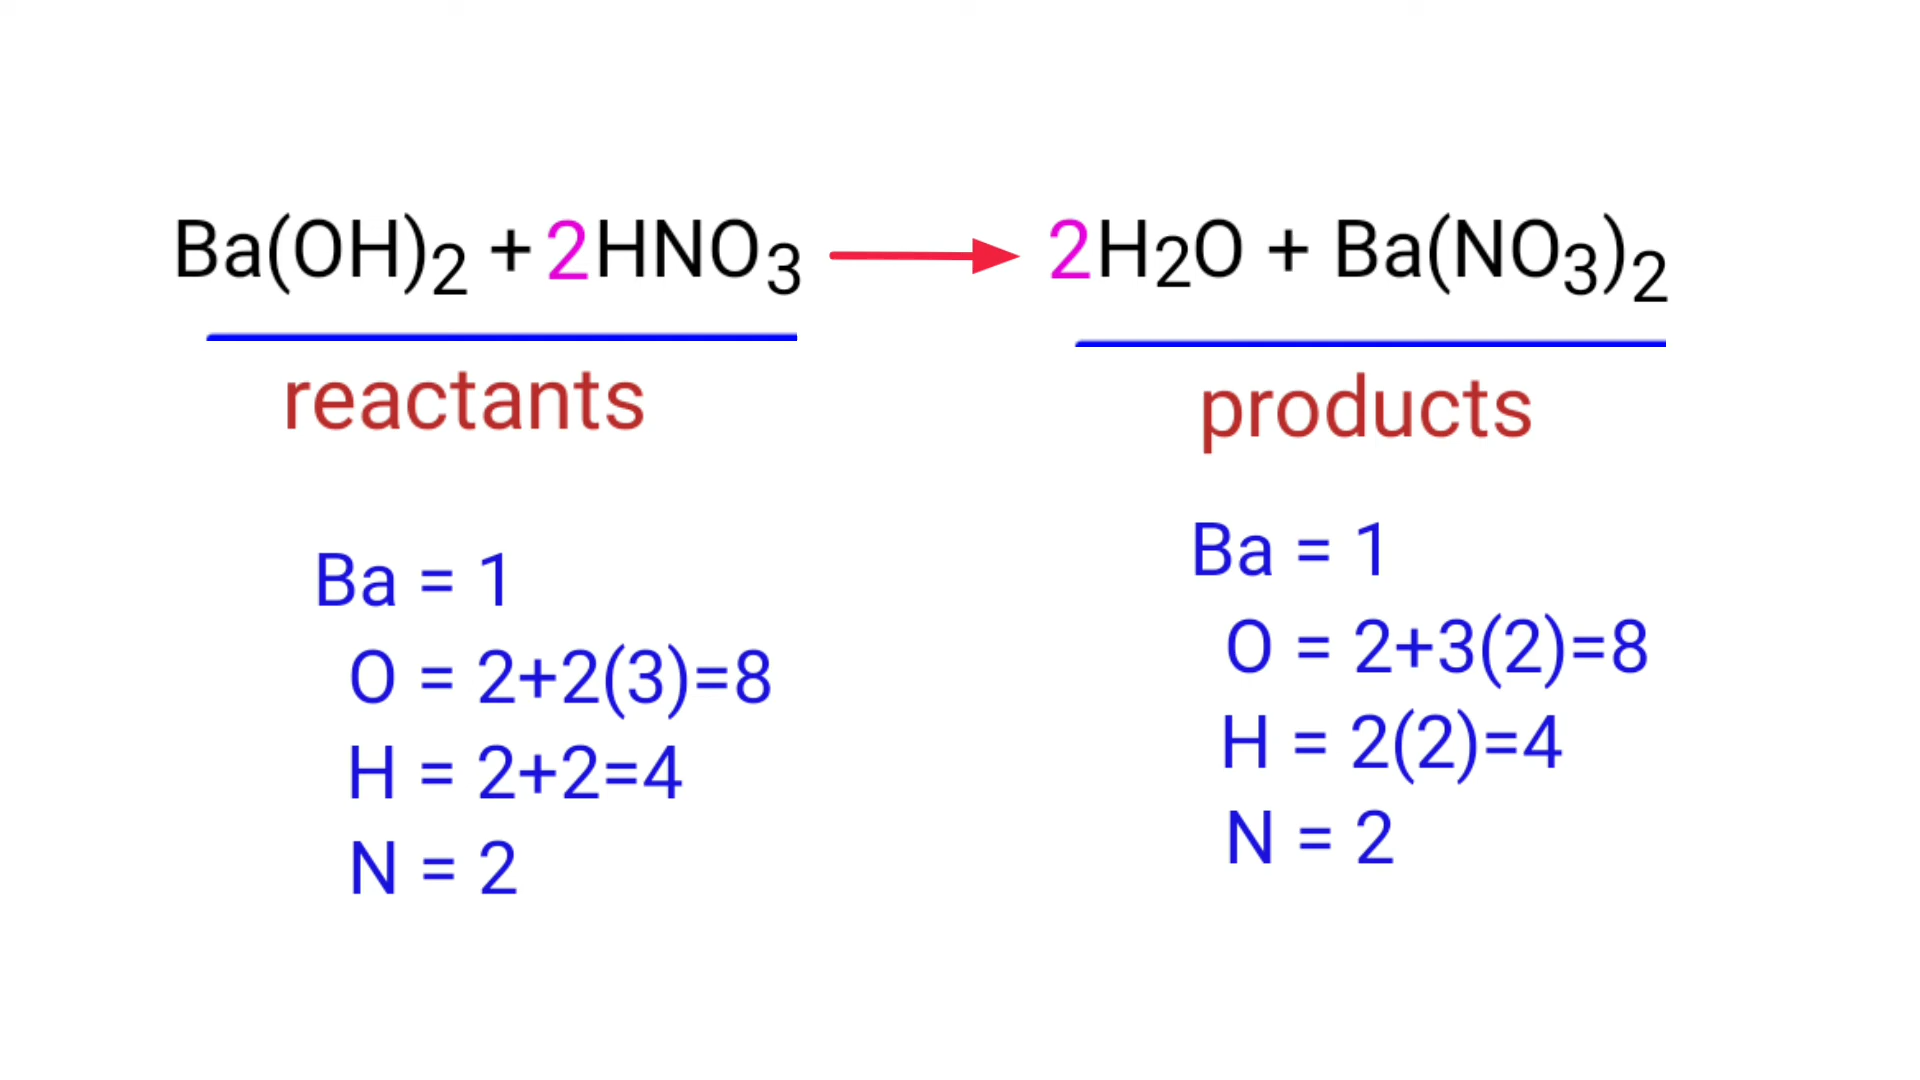 Ba(OH)2 + 2HNO3 → 2H2O + Ba(NO3)2
reactants
products
Ba = 1
O = 2+2(3)=8
H = 2+2=4
N = 2
Ba = 1
O = 2+3(2)=8
H = 2(2)=4
N = 2